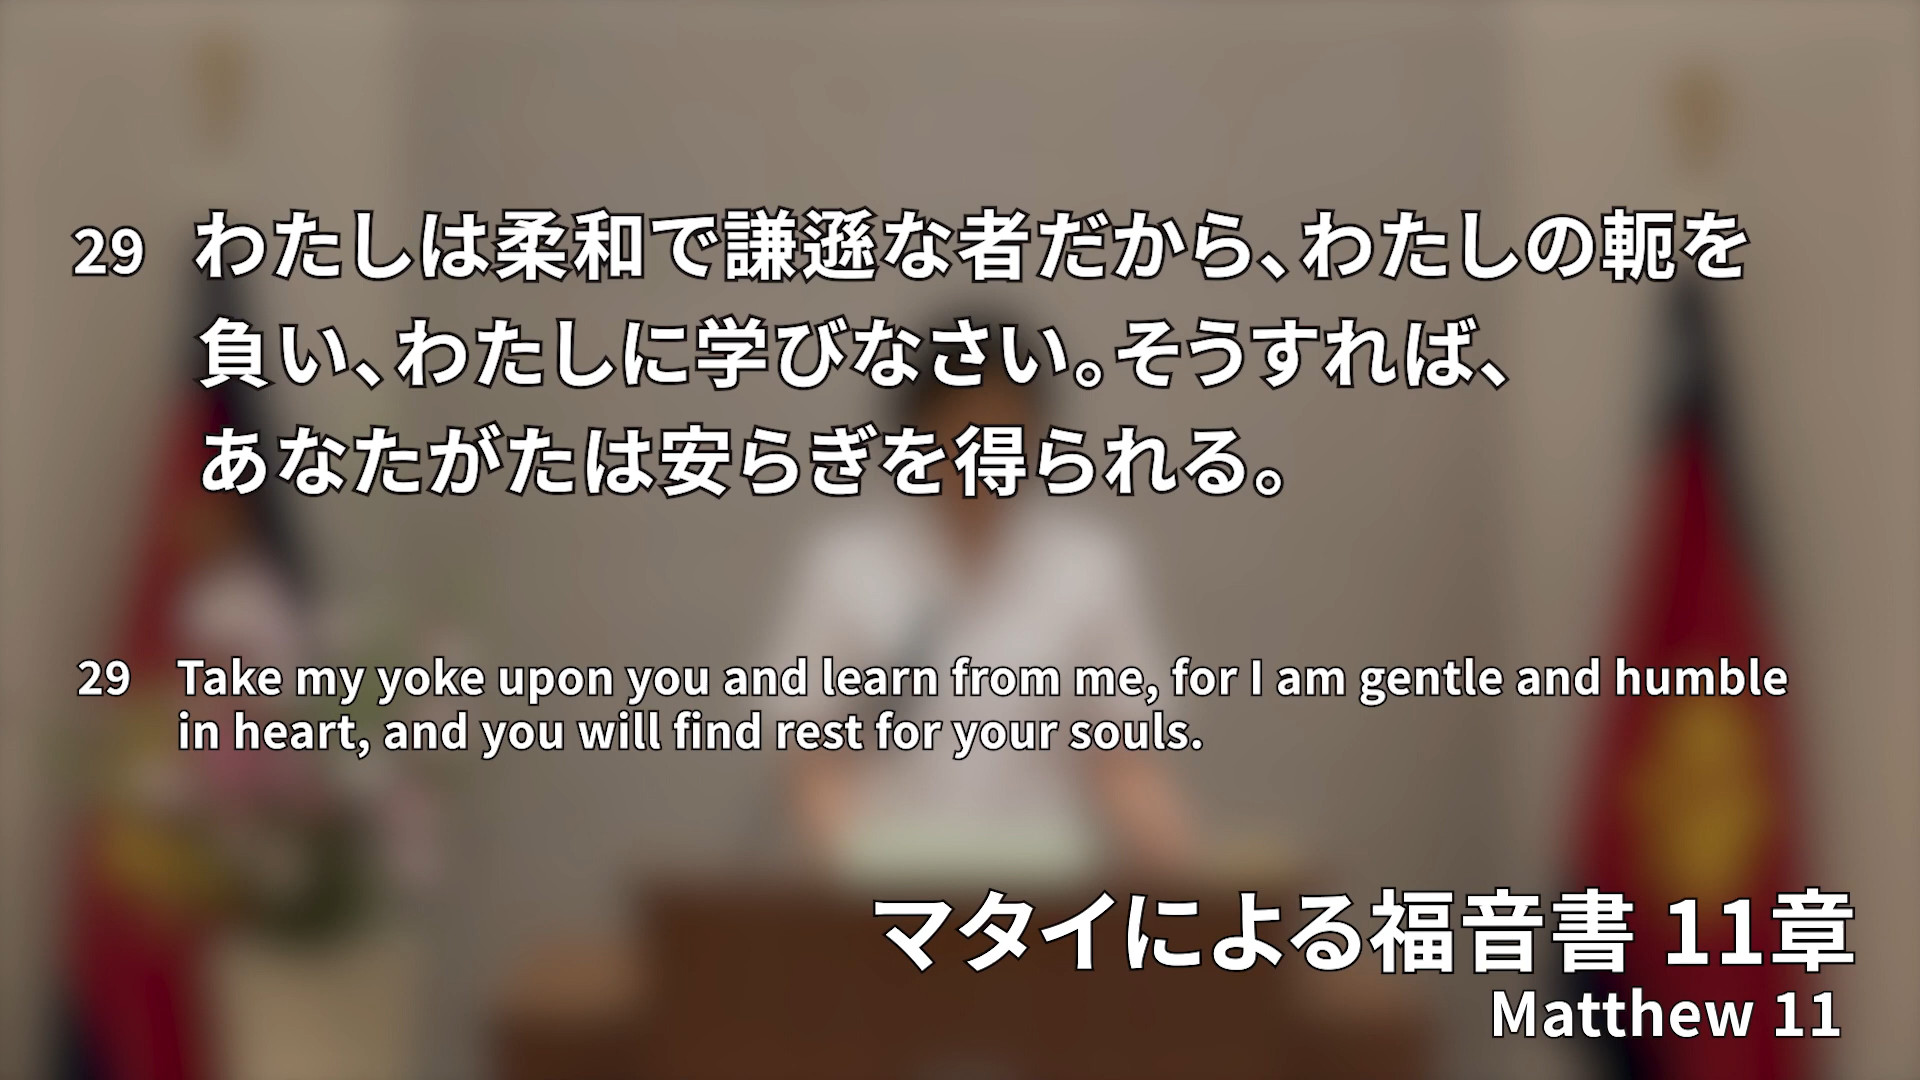 29 わたしは柔和で謙遜な者だから、わたしの軛を
負い、わたしに学びなさい。そうすれば、
あなたがたは安らぎを得られる。
29 Take my yoke upon you and learn from me, for I am gentle and humble
in heart, and you will find rest for your souls.
マタイによる福音書 11章
Matthew 11